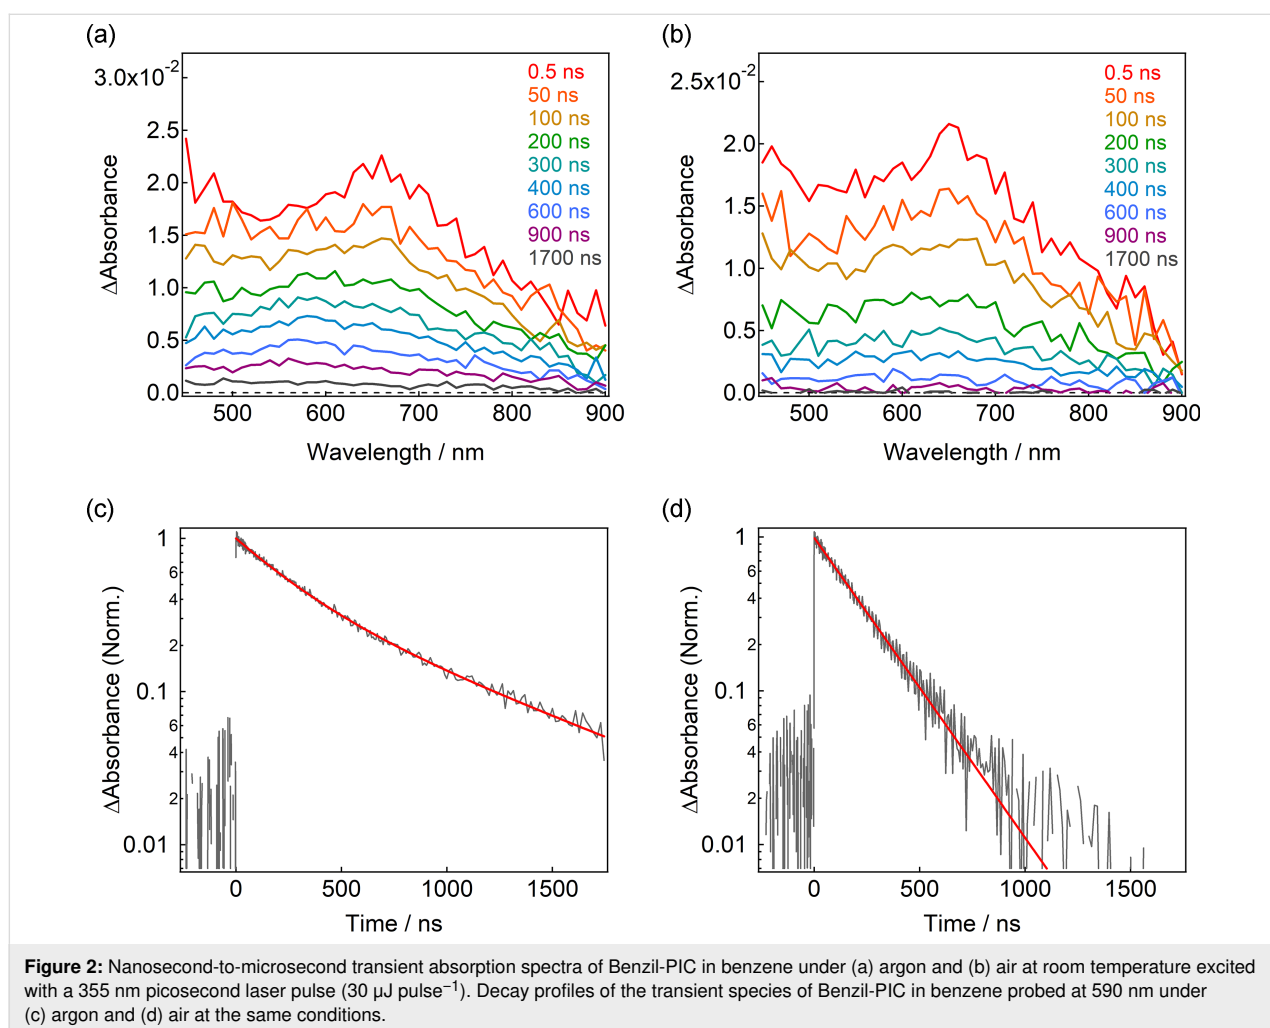 (a)
3.0x10-2
2.5
2.0
1.5
1.0
0.5
0.0
ΔAbsorbance
0.5 ns
50 ns
100 ns
200 ns
300 ns
400 ns
600 ns
900 ns
1700 ns
500 600 700 800 900
Wavelength / nm
(b)
2.5x10-2
2.0
1.5
1.0
0.5
0.0
ΔAbsorbance
0.5 ns
50 ns
100 ns
200 ns
300 ns
400 ns
600 ns
900 ns
1700 ns
500 600 700 800 900
Wavelength / nm
(c)
1
6
4
2
0.1
6
4
2
0.01
ΔAbsorbance (Norm.)
0 500 1000 1500
Time / ns
(d)
1
6
4
2
0.1
6
4
2
0.01
ΔAbsorbance (Norm.)
0 500 1000 1500
Time / ns
Figure 2: Nanosecond-to-microsecond transient absorption spectra of Benzil-PIC in benzene under (a) argon and (b) air at room temperature excited
with a 355 nm picosecond laser pulse (30 μJ pulse−1). Decay profiles of the transient species of Benzil-PIC in benzene probed at 590 nm under
(c) argon and (d) air at the same conditions.